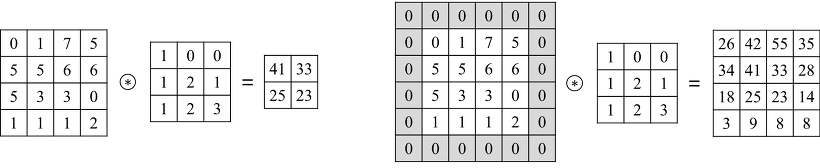 0 1 7 5
5 5 6 6
5 3 3 0
1 1 1 2
⊛
1 0 0
1 2 1
1 2 3
=
41 33
25 23
0 0 0 0 0 0
0 0 1 7 5 0
0 5 5 6 6 0
0 5 3 3 0 0
0 1 1 1 2 0
0 0 0 0 0 0
⊛
1 0 0
1 2 1
1 2 3
=
26 42 55 35
34 41 33 28
18 25 23 14
3 9 8 8